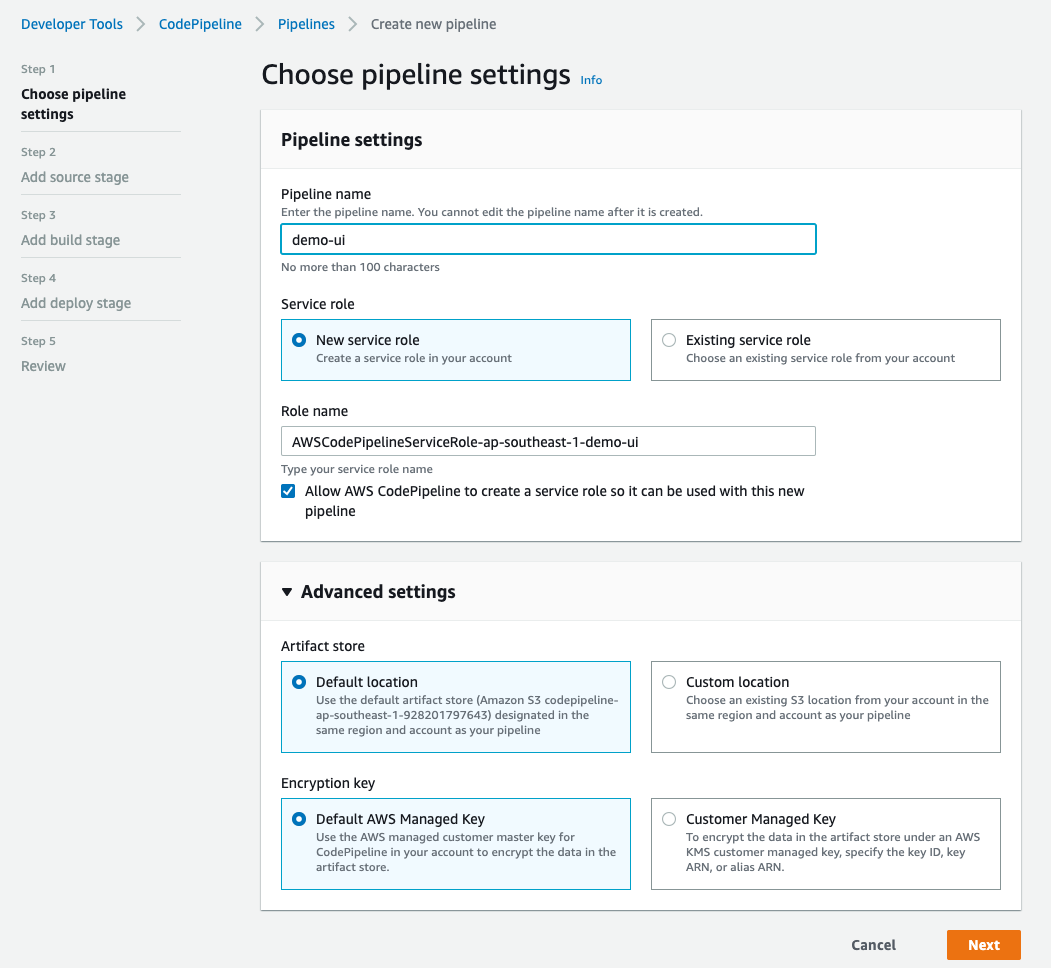 Developer Tools > CodePipeline > Pipelines > Create new pipeline
Step 1
Choose pipeline
settings
Step 2
Add source stage
Step 3
Add build stage
Step 4
Add deploy stage
Step 5
Review
Choose pipeline settings Info
Pipeline settings
Pipeline name
Enter the pipeline name. You cannot edit the pipeline name after it is created.
demo-ui
No more than 100 characters
Service role
New service role
Create a service role in your account
Existing service role
Choose an existing service role from your account
Role name
AWSCodePipelineServiceRole-ap-southeast-1-demo-ui
Type your service role name
Allow AWS CodePipeline to create a service role so it can be used with this new
pipeline
Advanced settings
Artifact store
Default location
Use the default artifact store (Amazon S3 codepipeline-
ap-southeast-1-928201797643) designated in the
same region and account as your pipeline
Custom location
Choose an existing S3 location from your account in the
same region and account as your pipeline
Encryption key
Default AWS Managed Key
Use the AWS managed customer master key for
CodePipeline in your account to encrypt the data in the
artifact store.
Customer Managed Key
To encrypt the data in the artifact store under an AWS
KMS customer managed key, specify the key ID, key
ARN, or alias ARN.
Cancel
Next